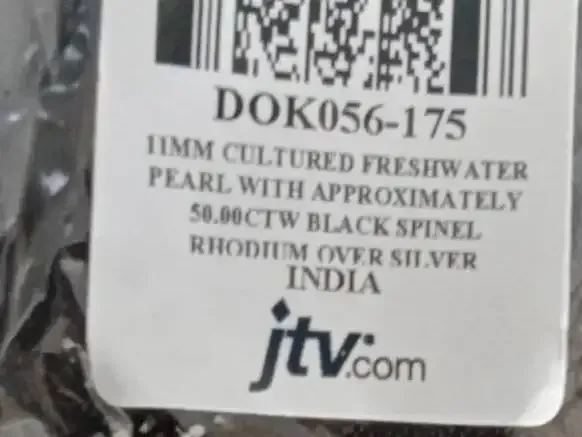 DOK056-175
11MM CULTURED FRESHWATER
PEARL WITH APPROXIMATELY
50.00CTW BLACK SPINEL
RHODIUM OVER SILVER
INDIA
jtv.com